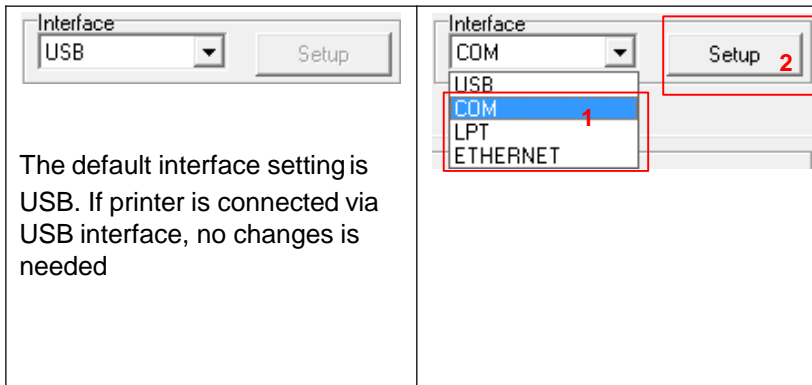 Interface
USB
Setup
The default interface setting is
USB. If printer is connected via
USB interface, no changes is
needed
Interface
COM
Setup
2
USB
COM
1
LPT
ETHERNET